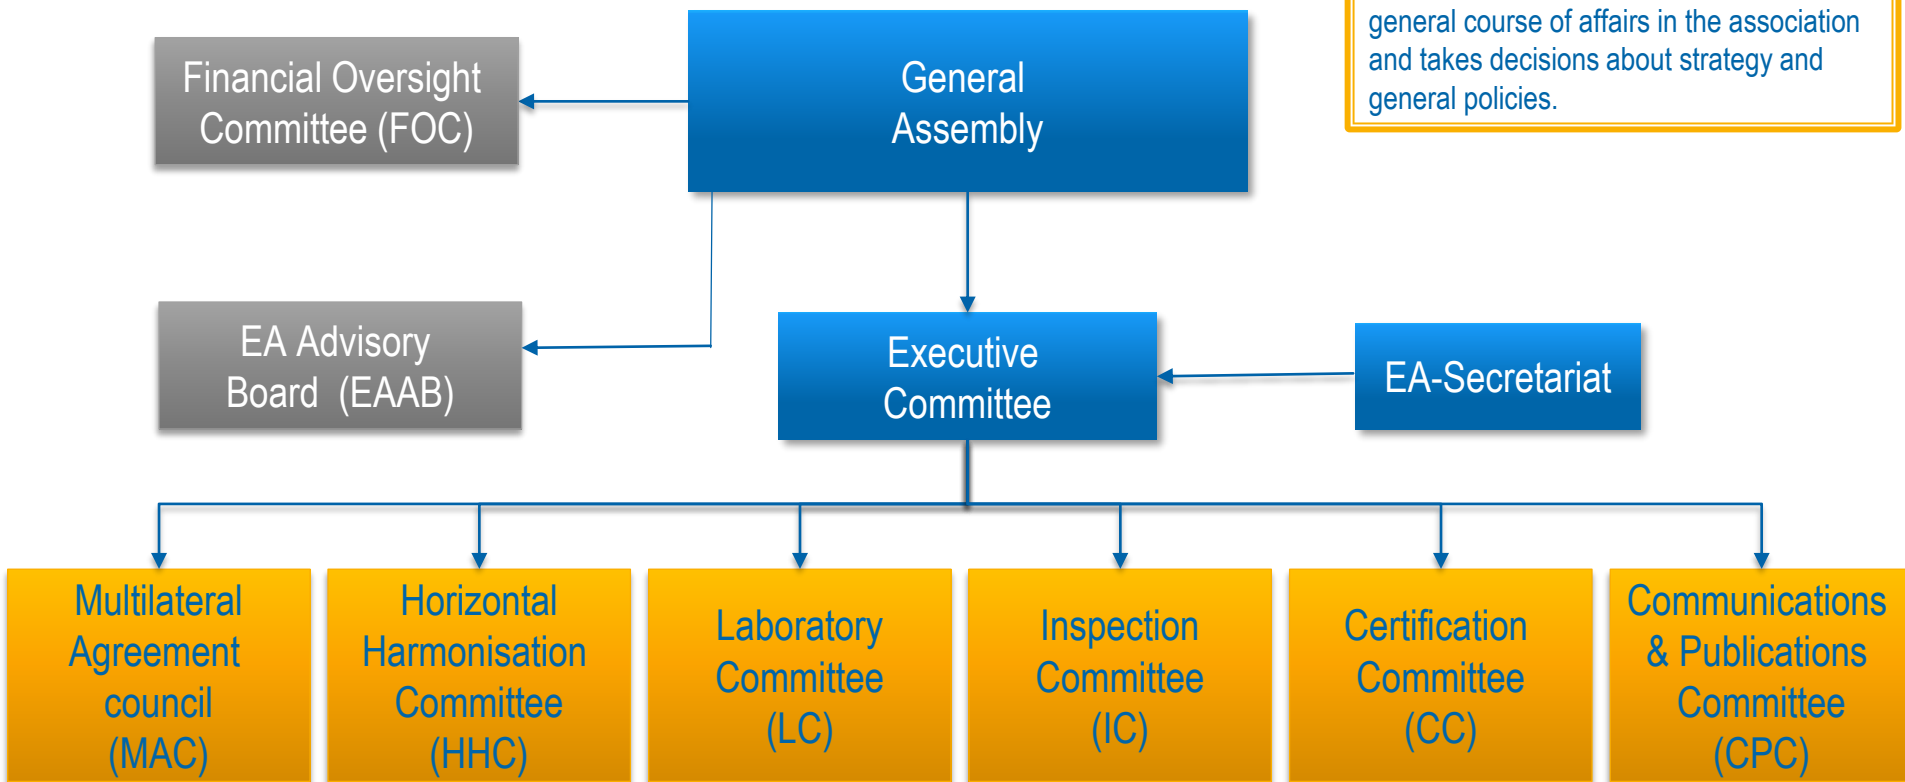 general course of affairs in the association
and takes decisions about strategy and
general policies.
Financial Oversight
Committee (FOC)
General
Assembly
EA Advisory
Board (EAAB)
Executive
Committee
EA-Secretariat
Multilateral
Agreement
council
(MAC)
Horizontal
Harmonisation
Committee
(HHC)
Laboratory
Committee
(LC)
Inspection
Committee
(IC)
Certification
Committee
(CC)
Communications
& Publications
Committee
(CPC)